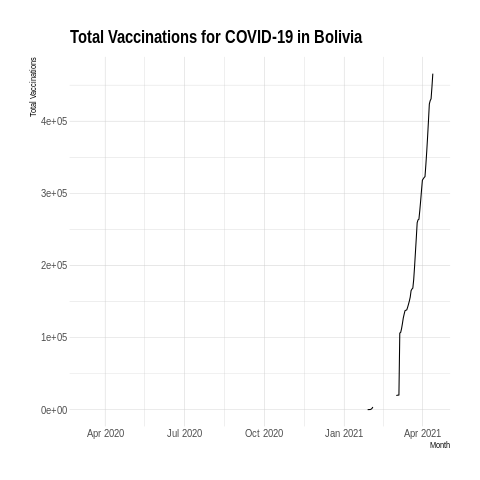 Total Vaccinations for COVID-19 in Bolivia
Total Vaccinations
4e+05
3e+05
2e+05
1e+05
0e+00
Apr 2020 Jul 2020 Oct 2020 Jan 2021 Apr 2021
Month